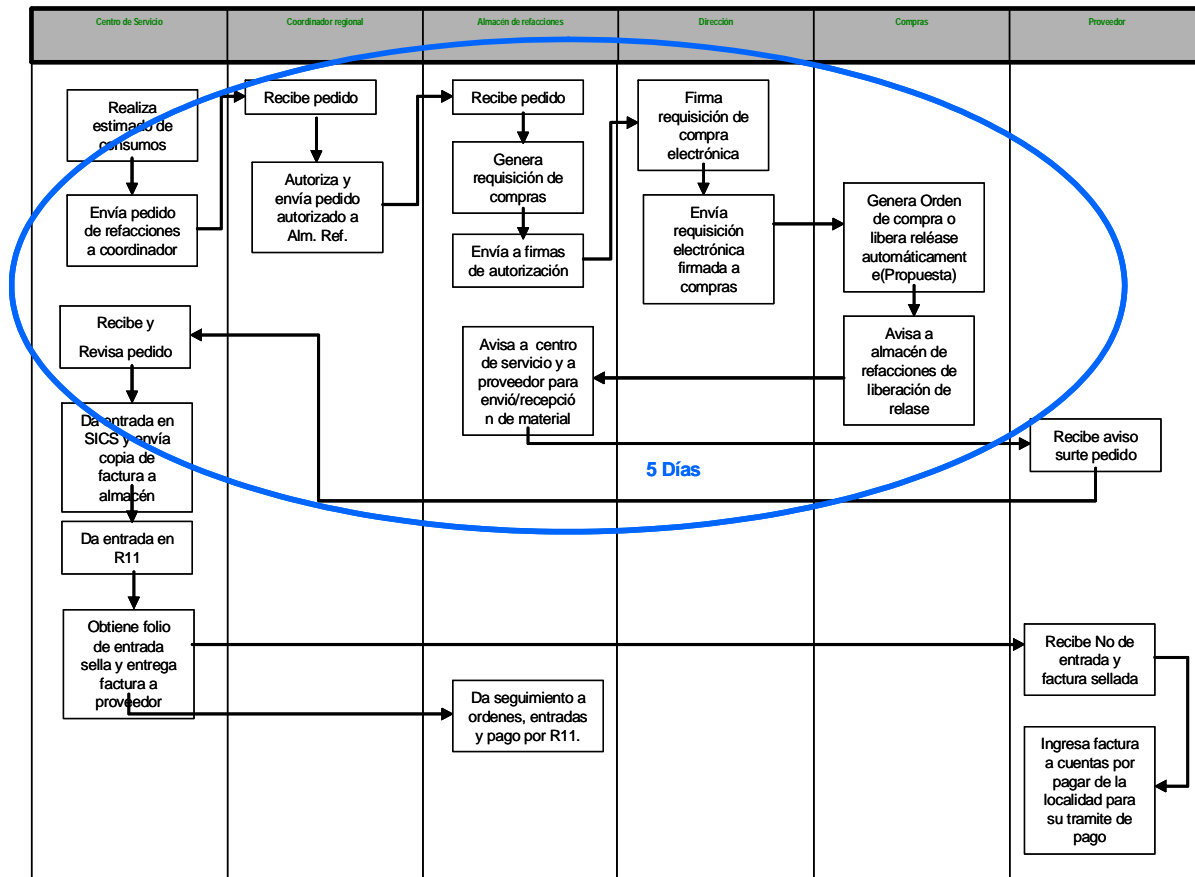 Centro de Servicio
Coordinador regional
Almacén de refacciones
Dirección
Compras
Proveedor
Realiza
estimado de
consumos
Envía pedido
de refacciones
a coordinador
Recibe pedido
Autoriza y
envía pedido
autorizado a
Alm. Ref.
Recibe pedido
Genera
requisición de
compras
Envía a firmas
de autorización
Firma
requisición de
compra
electrónica
Envía
requisición
electrónica
firmada a
compras
Genera Orden
de compra o
libera reléase
automáticament
e(Propuesta)
Avisa a
almacén de
refacciones de
liberación de
relase
Avisa a centro
de servicio y a
proveedor para
envió/recepció
n de material
Recibe aviso
surte pedido
5 Días
Recibe y
Revisa pedido
Da entrada en
SICS y envía
copia de
factura a
almacén
Da entrada en
R11
Obtiene folio
de entrada
sella y entrega
factura a
proveedor
Da seguimiento a
ordenes, entradas
y pago por R11.
Recibe No de
entrada y
factura sellada
Ingresa factura
a cuentas por
pagar de la
localidad para
su tramite de
pago